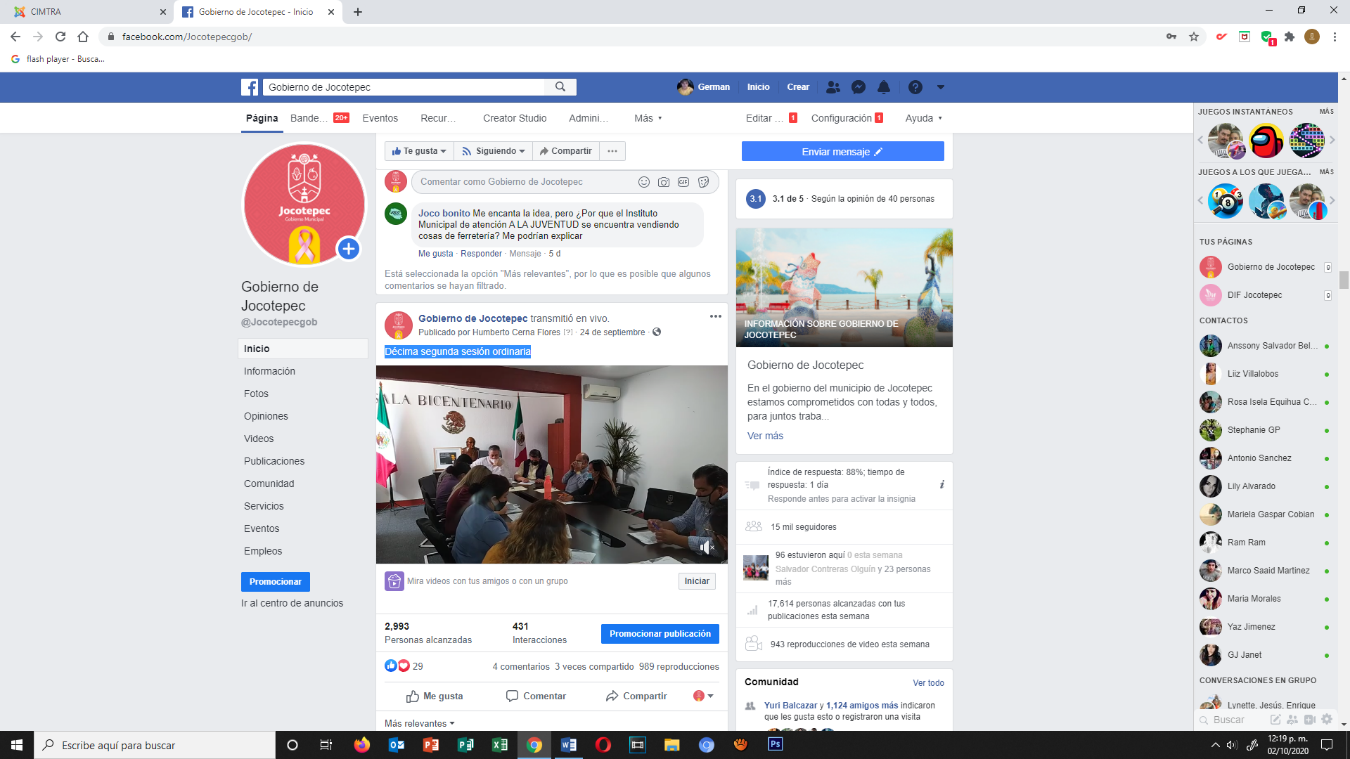 CIMTRA
Gobierno de Jocotepec - Inicio
facebook.com/Jocotepecgob/
flash player - Busca...
Gobierno de Jocotepec
German
Inicio
Crear
Página
Bande...
20+
Eventos
Recur...
Creator Studio
Admini...
Más
Editar ...
1
Configuración
1
Ayuda
Jocotepec
Gobierno Municipal
Gobierno de
Jocotepec
@Jocotepecgob
Inicio
Información
Fotos
Opiniones
Videos
Publicaciones
Comunidad
Servicios
Eventos
Empleos
Promocionar
Ir al centro de anuncios
Te gusta
Siguiendo
Compartir
Comentar como Gobierno de Jocotepec
GIF
Joco bonito Me encanta la idea, pero ¿Por que el Instituto
Municipal de atención A LA JUVENTUD se encuentra vendiendo
cosas de ferretería? Me podrían explicar
Me gusta · Responder · Mensaje · 5 d
Está seleccionada la opción "Más relevantes", por lo que es posible que algunos
comentarios se hayan filtrado.
Gobierno de Jocotepec transmitió en vivo.
Publicado por Humberto Cerna Flores [?] · 24 de septiembre ·
Décima segunda sesión ordinaria
SALA BICENTENARIO
Mira videos con tus amigos o con un grupo
Iniciar
2,993
Personas alcanzadas
431
Interacciones
Promocionar publicación
29
4 comentarios 3 veces compartido 989 reproducciones
Me gusta
Comentar
Compartir
Más relevantes
Enviar mensaje
3.1
3.1 de 5 · Según la opinión de 40 personas
INFORMACIÓN SOBRE GOBIERNO DE
JOCOTEPEC
Gobierno de Jocotepec
En el gobierno del municipio de Jocotepec
estamos comprometidos con todas y todos,
para juntos traba...
Ver más
Índice de respuesta: 88%; tiempo de
respuesta: 1 día
Responde antes para activar la insignia
15 mil seguidores
96 estuvieron aquí 0 esta semana
Salvador Contreras Olguín y 23 personas
más
17,614 personas alcanzadas con tus
publicaciones esta semana
943 reproducciones de video esta semana
Comunidad
Ver todo
Yuri Balcazar y 1,124 amigos más indicaron
que les gusta esto o registraron una visita
JUEGOS INSTANTÁNEOS
MÁS
JUEGOS A LOS QUE JUEGA...
MÁS
8
TUS PÁGINAS
Gobierno de Jocotepec
DIF Jocotepec
CONTACTOS
Anssony Salvador Bel...
Liz Villalobos
Rosa Isela Equihua C...
Stephanie GP
Antonio Sanchez
Lily Alvarado
Mariela Gaspar Cobian
Ram Ram
Marco Saaid Martínez
Maria Morales
Yaz Jimenez
GJ Janet
CONVERSACIONES EN GRUPO
Lynette, Jesús, Enrique
Buscar
Escribe aquí para buscar
Ps
12:19 p. m.
02/10/2020